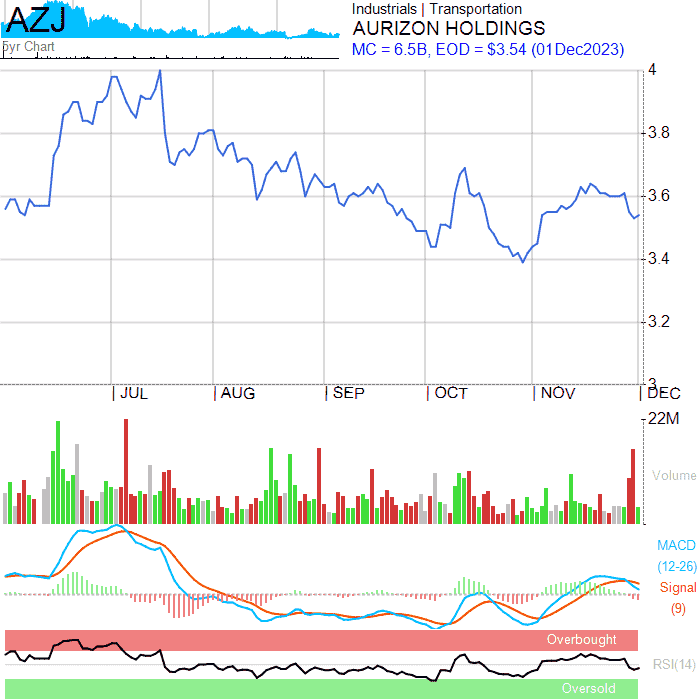 AZJ
5yr Chart
Industrials | Transportation
AURIZON HOLDINGS
MC = 6.5B, EOD = $3.54 (01Dec2023)
4
3.8
3.6
3.4
3.2
3
JUL
AUG
SEP
OCT
NOV
DEC
22M
Volume
MACD
(12-26)
Signal
(9)
Overbought
RSI(14)
Oversold